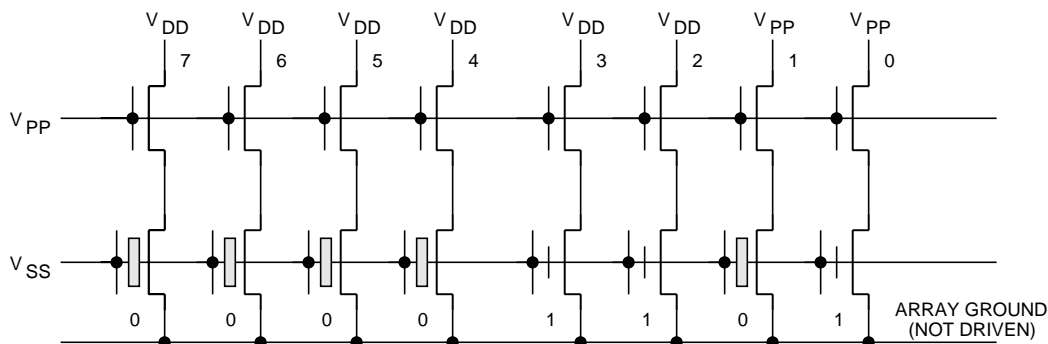 V DD V DD V DD V DD V DD V DD V PP V PP
7 6 5 4 3 2 1 0
V PP
V SS
0 0 0 0 1 1 0 1
ARRAY GROUND
(NOT DRIVEN)